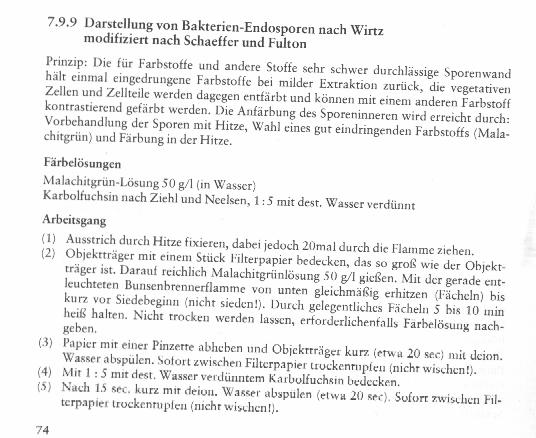 7.9.9 Darstellung von Bakterien-Endosporen nach Wirtz
modifiziert nach Schaeffer und Fulton
Prinzip: Die für Farbstoffe und andere Stoffe sehr schwer durchlässige Sporenwand
hält einmal eingedrungene Farbstoffe bei milder Extraktion zurück, die vegetativen
Zellen und Zellteile werden dagegen entfärbt und können mit einem anderen Farbstoff
kontrastierend gefärbt werden. Die Anfärbung des Sporeninneren wird erreicht durch:
Vorbehandlung der Sporen mit Hitze, Wahl eines gut eindringenden Farbstoffs (Mala-
chitgrün) und Färbung in der Hitze.
Färbelösungen
Malachitgrün-Lösung 50 g/l (in Wasser)
Karbolfuchsin nach Ziehl und Neelsen, 1:5 mit dest. Wasser verdünnt
Arbeitsgang
(1) Ausstrich durch Hitze fixieren, dabei jedoch 20mal durch die Flamme ziehen.
(2) Objektträger mit einem Stück Filterpapier bedecken, das so groß wie der Objekt-
träger ist. Darauf reichlich Malachitgrünlösung 50 g/l gießen. Mit der gerade ent-
leuchteten Bunsenbrennerflamme von unten gleichmäßig erhitzen (Fächeln) bis
kurz vor Siedebeginn (nicht sieden!). Durch gelegentliches Fächeln 5 bis 10 min
heiß halten. Nicht trocken werden lassen, erforderlichenfalls Färbelösung nach-
geben.
(3) Papier mit einer Pinzette abheben und Objektträger kurz (etwa 20 sec) mit deion.
Wasser abspülen. Sofort zwischen Filterpapier trockentupfen (nicht wischen!).
(4) Mit 1:5 mit dest. Wasser verdünntem Karbolfuchsin bedecken.
(5) Nach 15 sec. kurz mit deion. Wasser abspülen (etwa 20 sec). Sofort zwischen Fil-
terpapier trockentupfen (nicht wischen!).
74